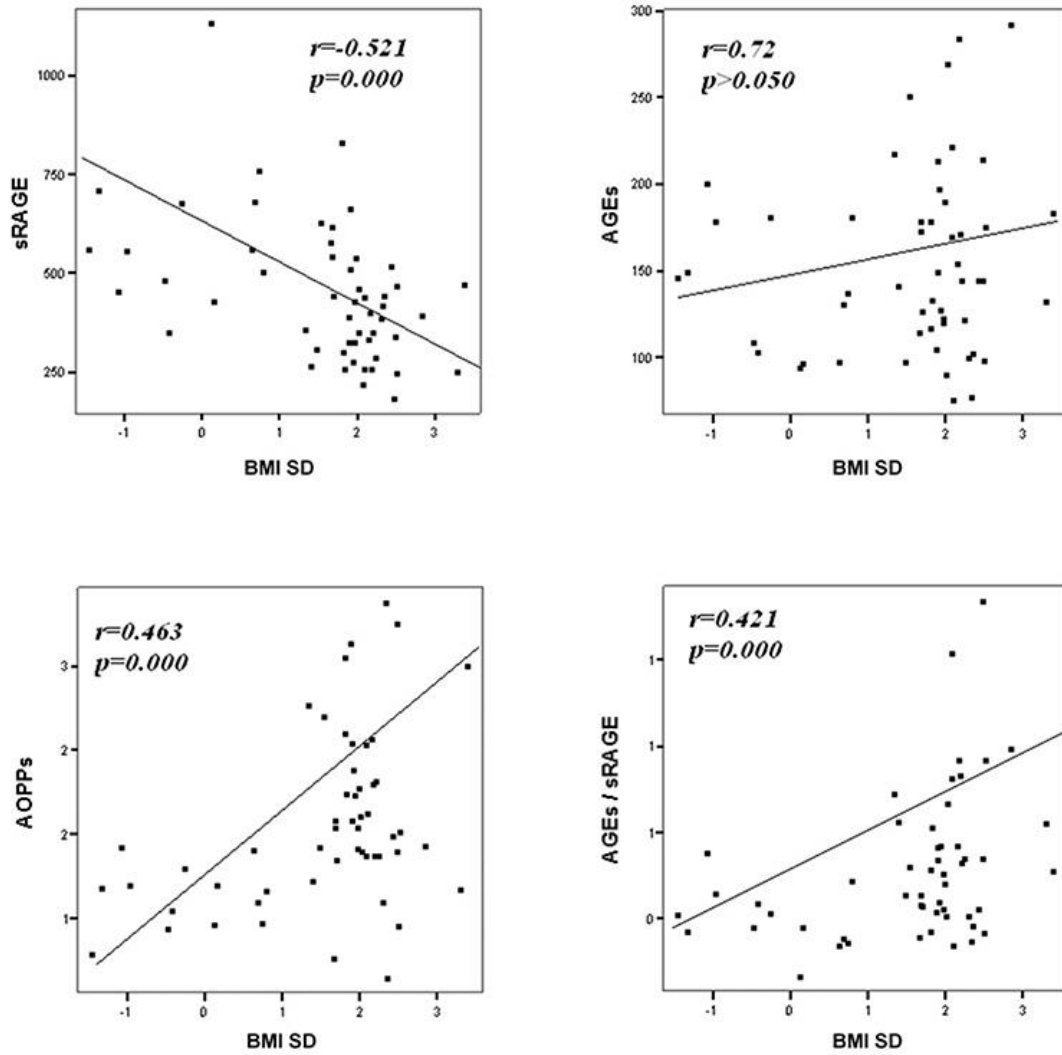 r=-0.521
p=0.000
1000
750
500
250
sRAGE
-1 0 1 2 3
BMI SD
r=0.72
p>0.050
300
250
200
150
100
AGEs
-1 0 1 2 3
BMI SD
r=0.463
p=0.000
3
2
2
1
AOPPs
-1 0 1 2 3
BMI SD
r=0.421
p=0.000
1
1
1
0
AGEs / sRAGE
-1 0 1 2 3
BMI SD